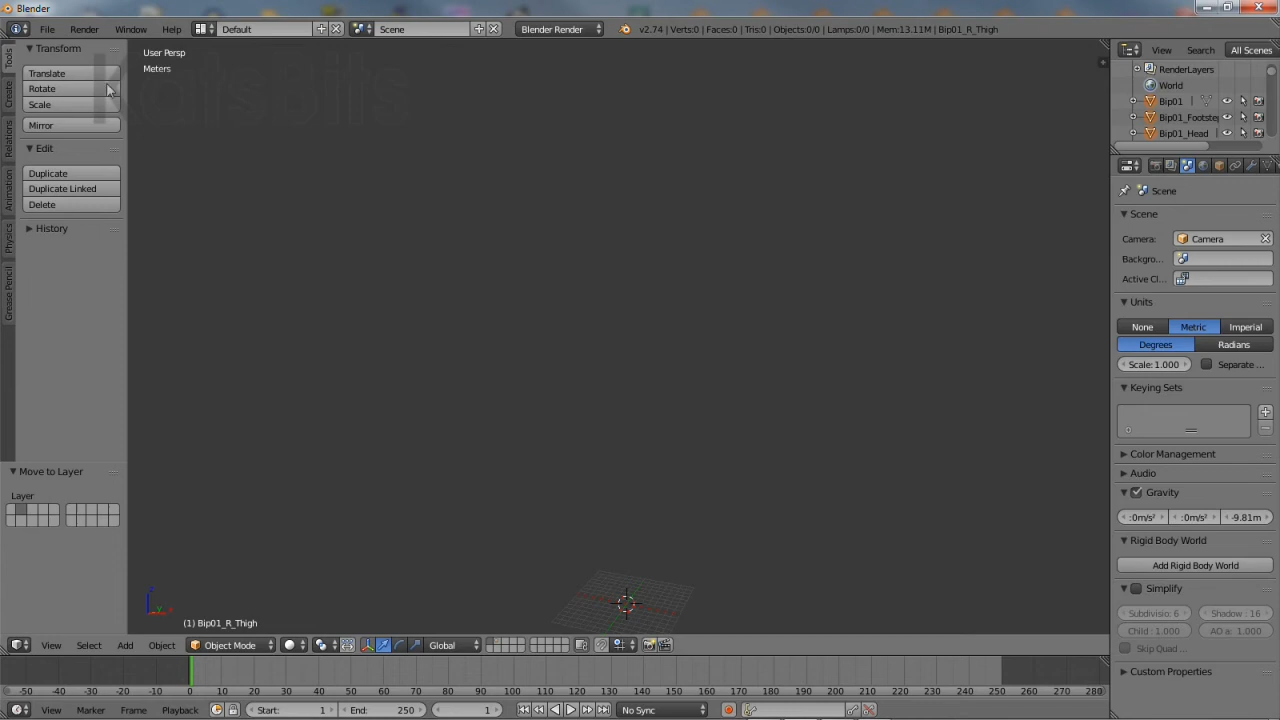 Blender
File Render Window Help Default Scene Blender Render v2.74 | Verts:0 | Faces:0 | Tris:0 | Objects:0/0 | Lamps:0/0 | Mem:13.11M | Bip01_R_Thigh
Tools
Create
Relations
Animation
Physics
Grease Pencil
Transform
Translate
Rotate
Scale
Mirror
Edit
Duplicate
Duplicate Linked
Delete
History
Move to Layer
Layer
KatsBits
User Persp
Meters
z
y
x
(1) Bip01_R_Thigh
View Search All Scenes
RenderLayers
World
Bip01
Bip01_Footste
Bip01_Head
Scene
Scene
Camera: Camera
Backgro...
Active Cl...
Units
None Metric Imperial
Degrees Radians
Scale: 1.000 Separate ...
Keying Sets
Color Management
Audio
Gravity
:0m/s² :0m/s² -9.81m
Rigid Body World
Add Rigid Body World
Simplify
Subdivisio: 6 Shadow : 16
Child : 1.000 AO a: 1.000
Skip Quad ...
Custom Properties
View Select Add Object Object Mode Global
-50 -40 -30 -20 -10 0 10 20 30 40 50 60 70 80 90 100 110 120 130 140 150 160 170 180 190 200 210 220 230 240 250 260 270 280
View Marker Frame Playback Start: 1 End: 250 1 No Sync